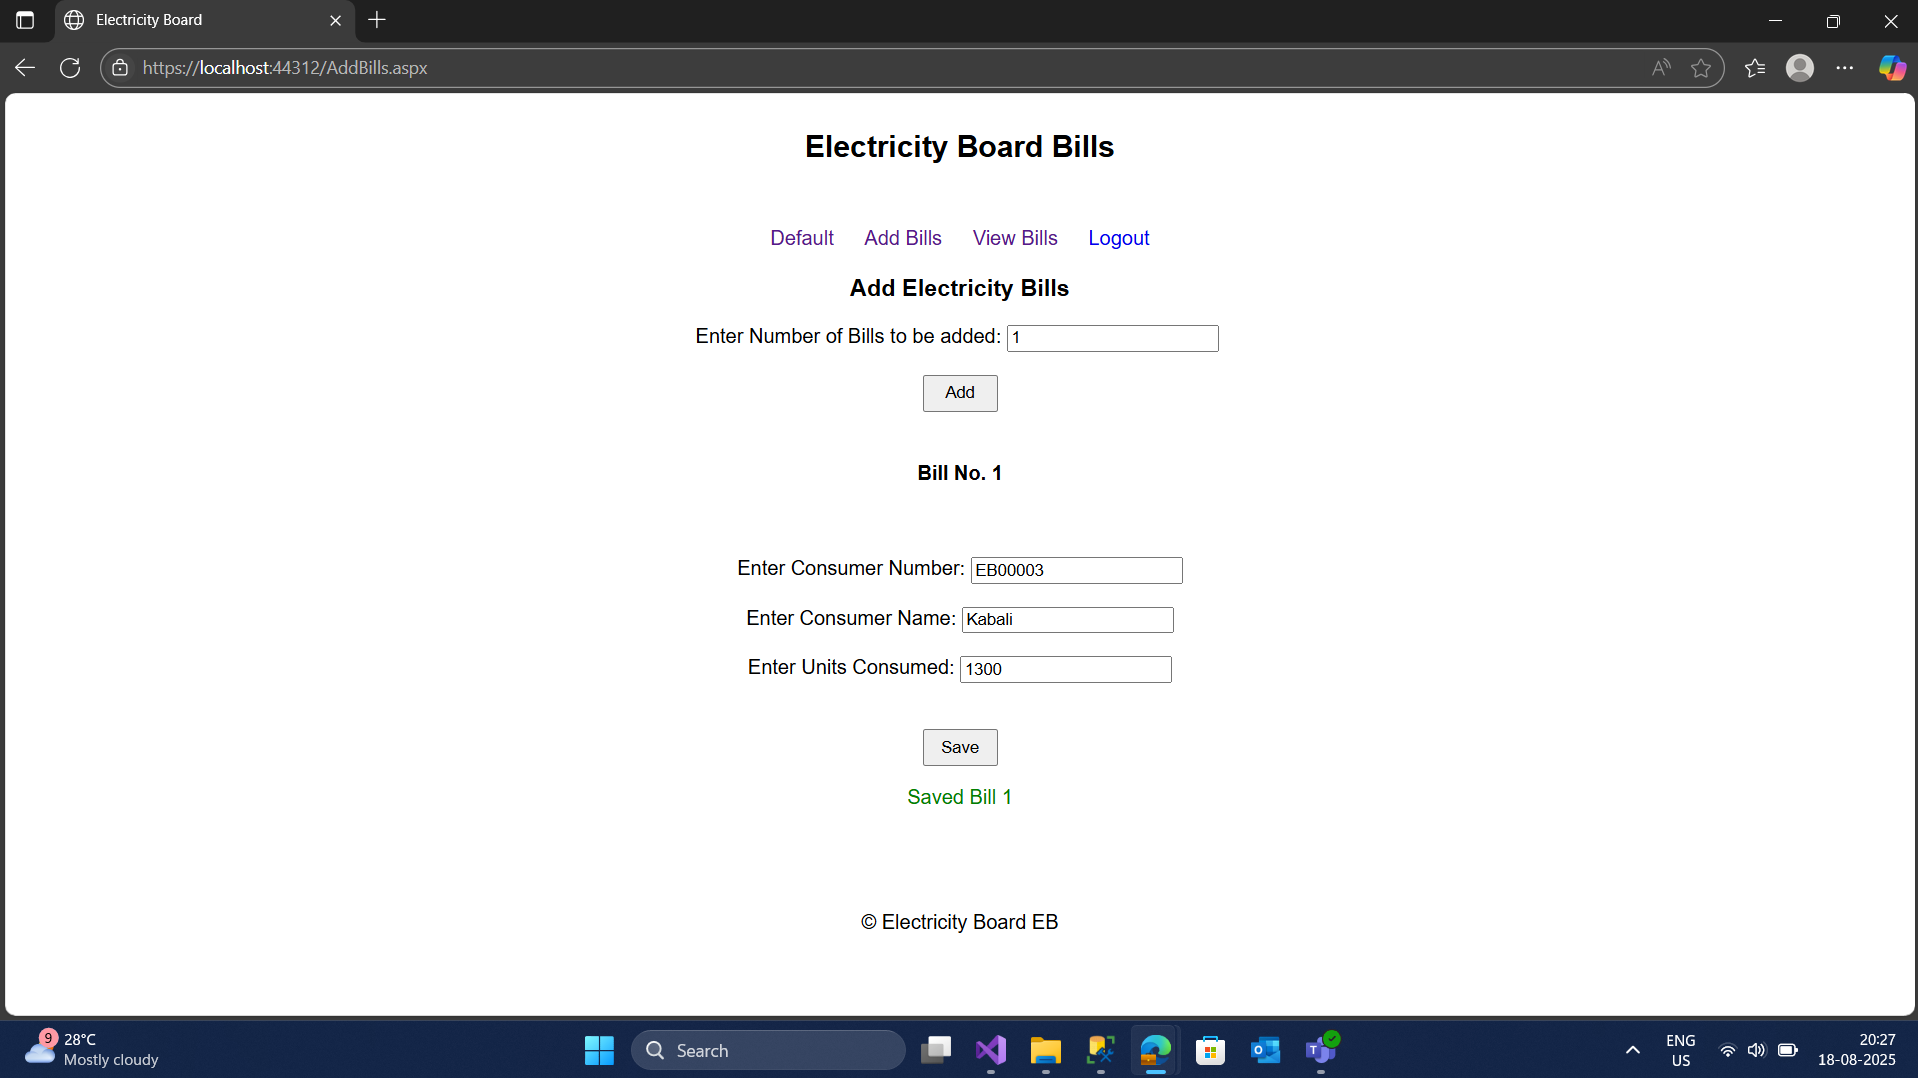 Electricity Board
https://localhost:44312/AddBills.aspx
Electricity Board Bills
Default Add Bills View Bills Logout
Add Electricity Bills
Enter Number of Bills to be added: 1
Add
Bill No. 1
Enter Consumer Number: EB00003
Enter Consumer Name: Kabali
Enter Units Consumed: 1300
Save
Saved Bill 1
© Electricity Board EB
9
28°C
Mostly cloudy
Search
ENG
US
20:27
18-08-2025